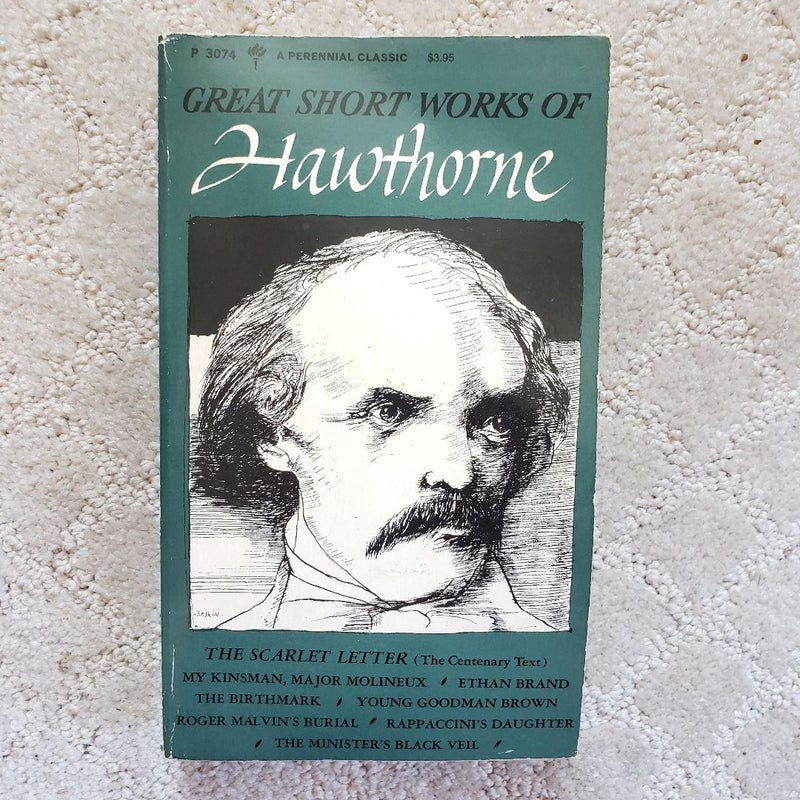 P 3074 A PERENNIAL CLASSIC $3.95
GREAT SHORT WORKS OF
Hawthorne
RASKIN
THE SCARLET LETTER (The Centenary Text)
MY KINSMAN, MAJOR MOLINEUX ETHAN BRAND
THE BIRTHMARK YOUNG GOODMAN BROWN
ROGER MALVIN'S BURIAL RAPPACCINI'S DAUGHTER
THE MINISTER'S BLACK VEIL